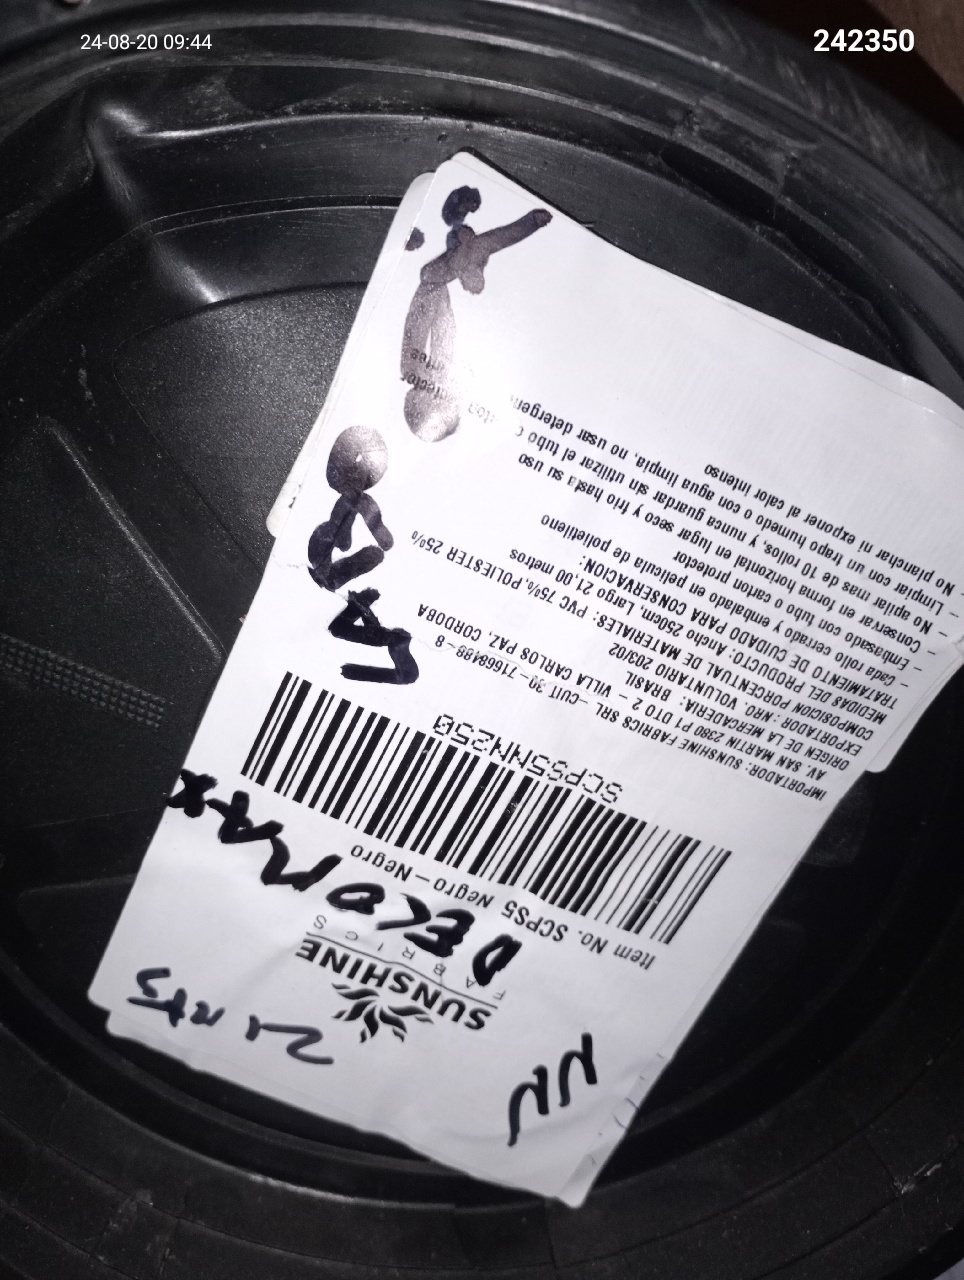 24-08-20 09:44
242350
NN
21 MTS
SUNSHINE
FABRICS
DECOMAX
Item No. SCPS5 Negro-Negro
SCPS5NN250
IMPORTADOR: SUNSHINE FABRICS SRL - CUIT 30-71668498-8
AV. SAN MARTIN 2380 P1 DTO 2 - VILLA CARLOS PAZ. CORDOBA
ORIGEN DE LA MERCADERIA: BRASIL
EXPORTADOR : NRO. VOLUNTARIO 203/02
COMPOSICION PORCENTUAL DE MATERIALES: PVC 75%, POLIESTER 25%
MEDIDAS DEL PRODUCTO: Ancho 250cm, Largo 21,00 metros
TRATAMIENTO DE CUIDADO PARA CONSERVACION:
- Cada rollo cerrado y embalado en pelicula de polietileno
- Embasado con tubo o carton protector
- Conservar en forma horizontal en lugar seco y frio hasta su uso
- No apilar mas de 10 rollos, y nunca guardar sin utilizar el tubo
- Limpiar con un trapo humedo o con agua limpia, no usar
- No planchar ni exponer al calor intenso